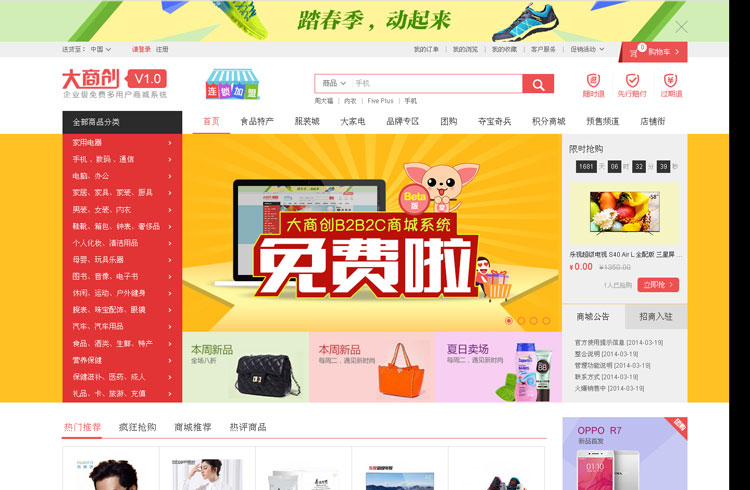 踏春季，动起来
送货至： 中国
请登录 注册
我的订单 我的浏览 我的收藏 客户服务 促销活动
0 购物车
大商创 V1.0
企业级免费多用户商城系统
连锁加盟
商品 手机
周大福 内衣 Five Plus 手机
随时退 先行赔付 过期退
全部商品分类
首页 食品特产 服装城 大家电 品牌专区 团购 夺宝奇兵 积分商城 预售频道 店铺街
家用电器
手机 、数码 、通信
电脑、办公
家居、家具、家装、厨具
男装、女装、内衣
鞋靴、箱包、钟表、奢侈品
个人化妆、清洁用品
母婴、玩具乐器
图书、音像、电子书
休闲、运动、户外健身
腕表、珠宝配饰、眼镜
汽车、汽车用品
食品、酒类、生鲜、特产
营养保健
保健滋补、医药、成人
礼品、卡、旅游、充值
Beta
版
大商创B2B2C商城系统
免费啦
本周新品
全场八折
本周新品
每周二，遇见新时尚
夏日卖场
每周二，遇见新时尚
BB
限时抢购
1681 天 06 时 32 分 39 秒
58"
乐视超级电视 S40 Air L 全配版 三星屏 ...
¥ 0.00 ¥1350.00
1人已抢购 立即抢
商城公告 招商入驻
官方使用提示信息 [2014-03-19]
整合说明 [2014-03-19]
管理功能说明 [2014-03-19]
联系方式 [2014-03-19]
火爆销售中 [2014-03-19]
热门推荐 疯狂抢购 商城推荐 热评商品
OPPO R7
新品首发
01:10